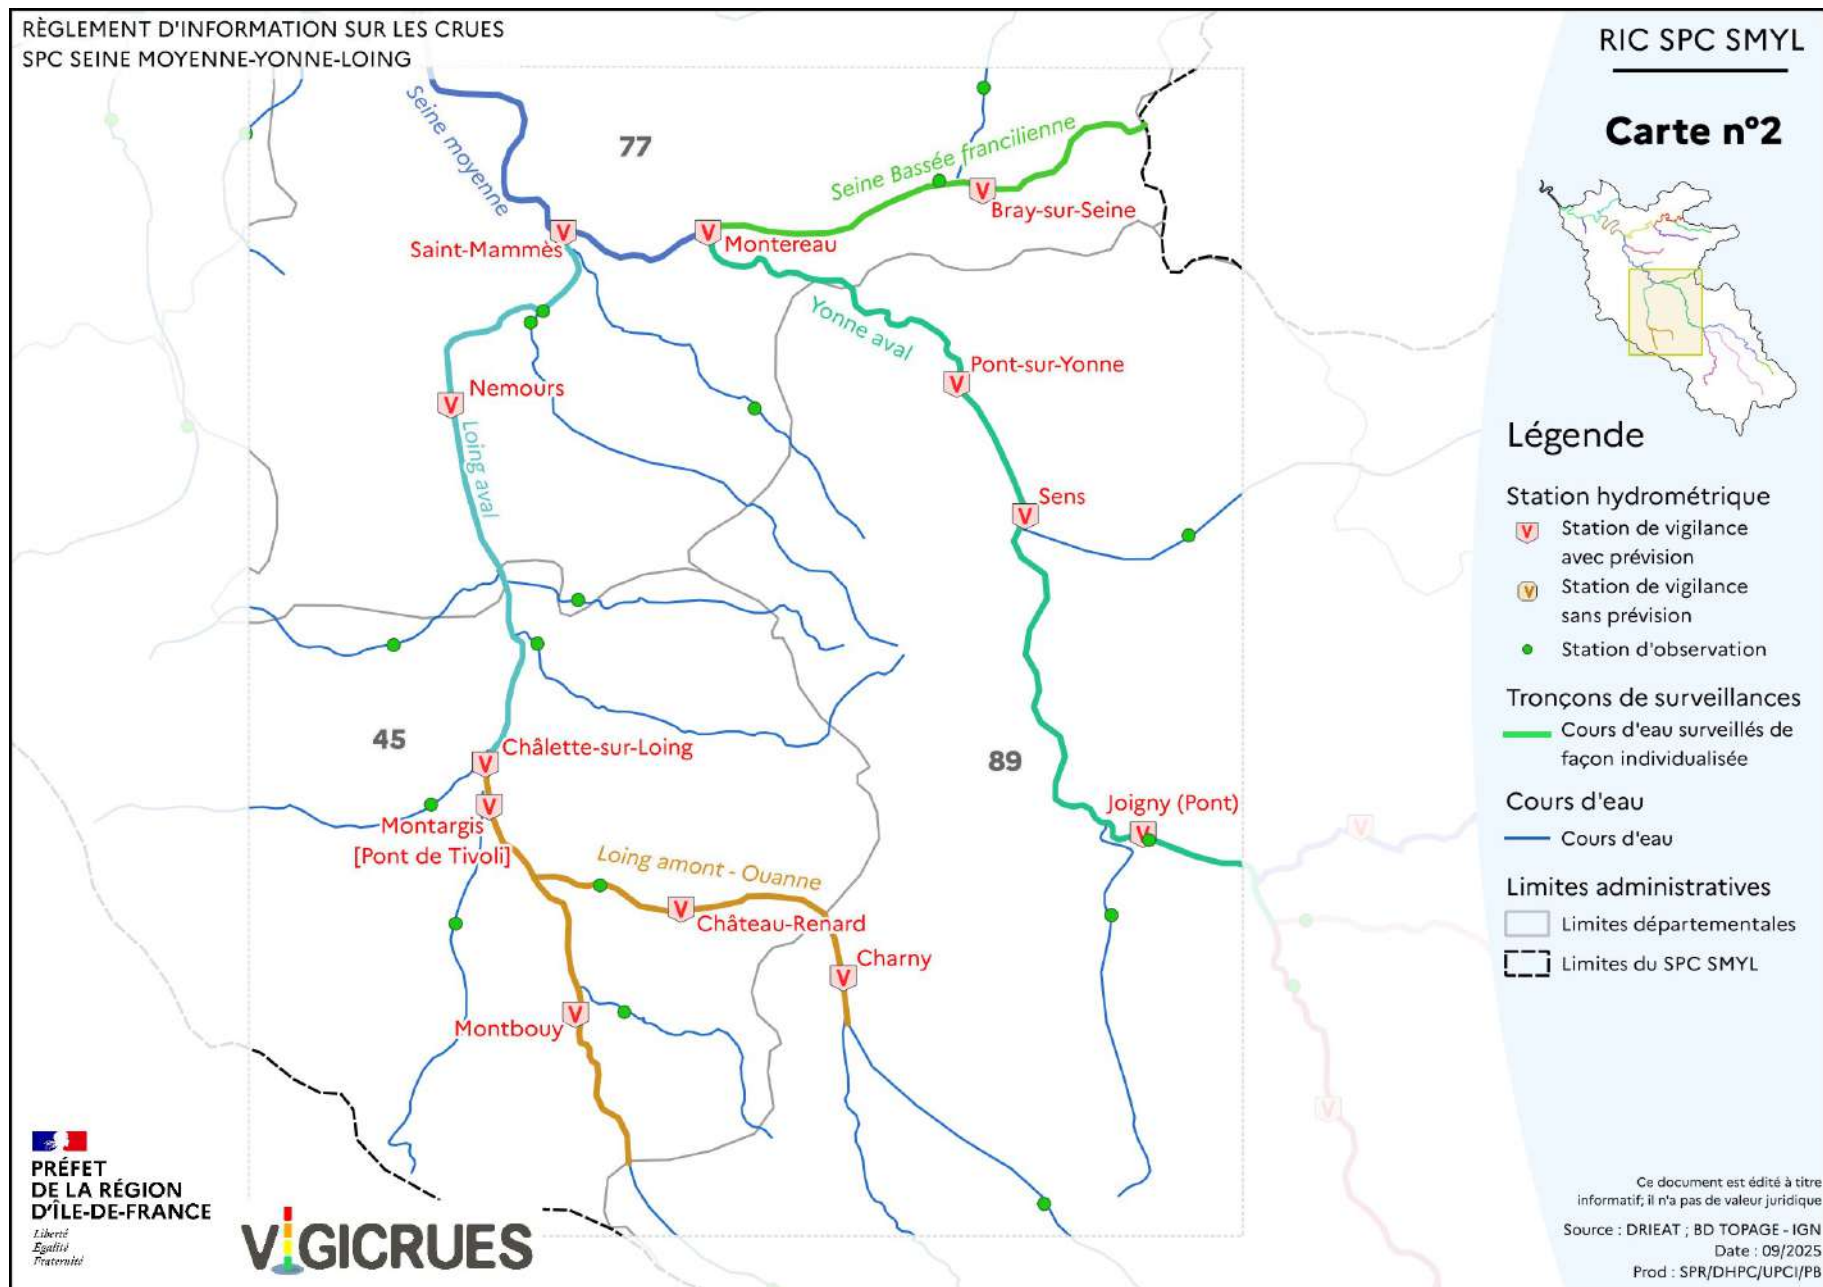 RÈGLEMENT D'INFORMATION SUR LES CRUES
SPC SEINE MOYENNE-YONNE-LOING
RIC SPC SMYL
Carte n°2
Seine moyenne
77
Seine Bassée francilienne
Bray-sur-Seine
Saint-Mammès
Montereau
Yonne aval
Pont-sur-Yonne
Nemours
Loing aval
Sens
45
Châlette-sur-Loing
89
Montargis
[Pont de Tivoli]
Joigny (Pont)
Loing amont - Ouanne
Château-Renard
Charny
Montbouy
Légende
Station hydrométrique
V Station de vigilance
avec prévision
V Station de vigilance
sans prévision
Station d'observation
Tronçons de surveillances
Cours d'eau surveillés de
façon individualisée
Cours d'eau
Cours d'eau
Limites administratives
Limites départementales
Limites du SPC SMYL
PRÉFET
DE LA RÉGION
D'ÎLE-DE-FRANCE
Liberté
Égalité
Fraternité
VIGICRUES
Ce document est édité à titre
informatif; il n'a pas de valeur juridique
Source : DRIEAT ; BD TOPAGE - IGN
Date : 09/2025
Prod : SPR/DHPC/UPCI/PB